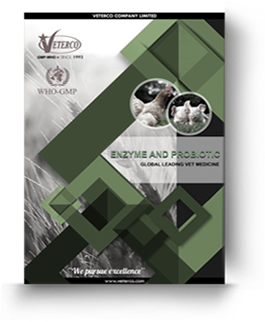 VETERCO COMPANY LIMITED
VETERCO
GMP-WHO • SINCE 1993
WHO-GMP
ENZYME AND PROBIOTIC
GLOBAL LEADING VET MEDICINE
"We pursue excellence"
www.veterco.com